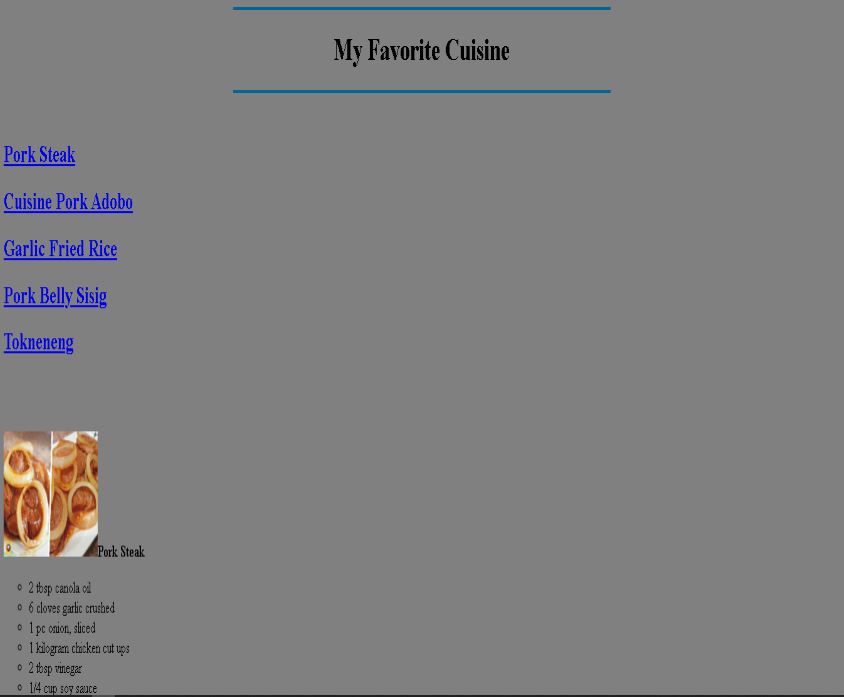 My Favorite Cuisine
Pork Steak
Cuisine Pork Adobo
Garlic Fried Rice
Pork Belly Sisig
Tokneneng
Pork Steak
2 tbsp canola oil
6 cloves garlic crushed
1 pc onion, sliced
1 kilogram chicken cut ups
2 tbsp vinegar
1/4 cup soy sauce